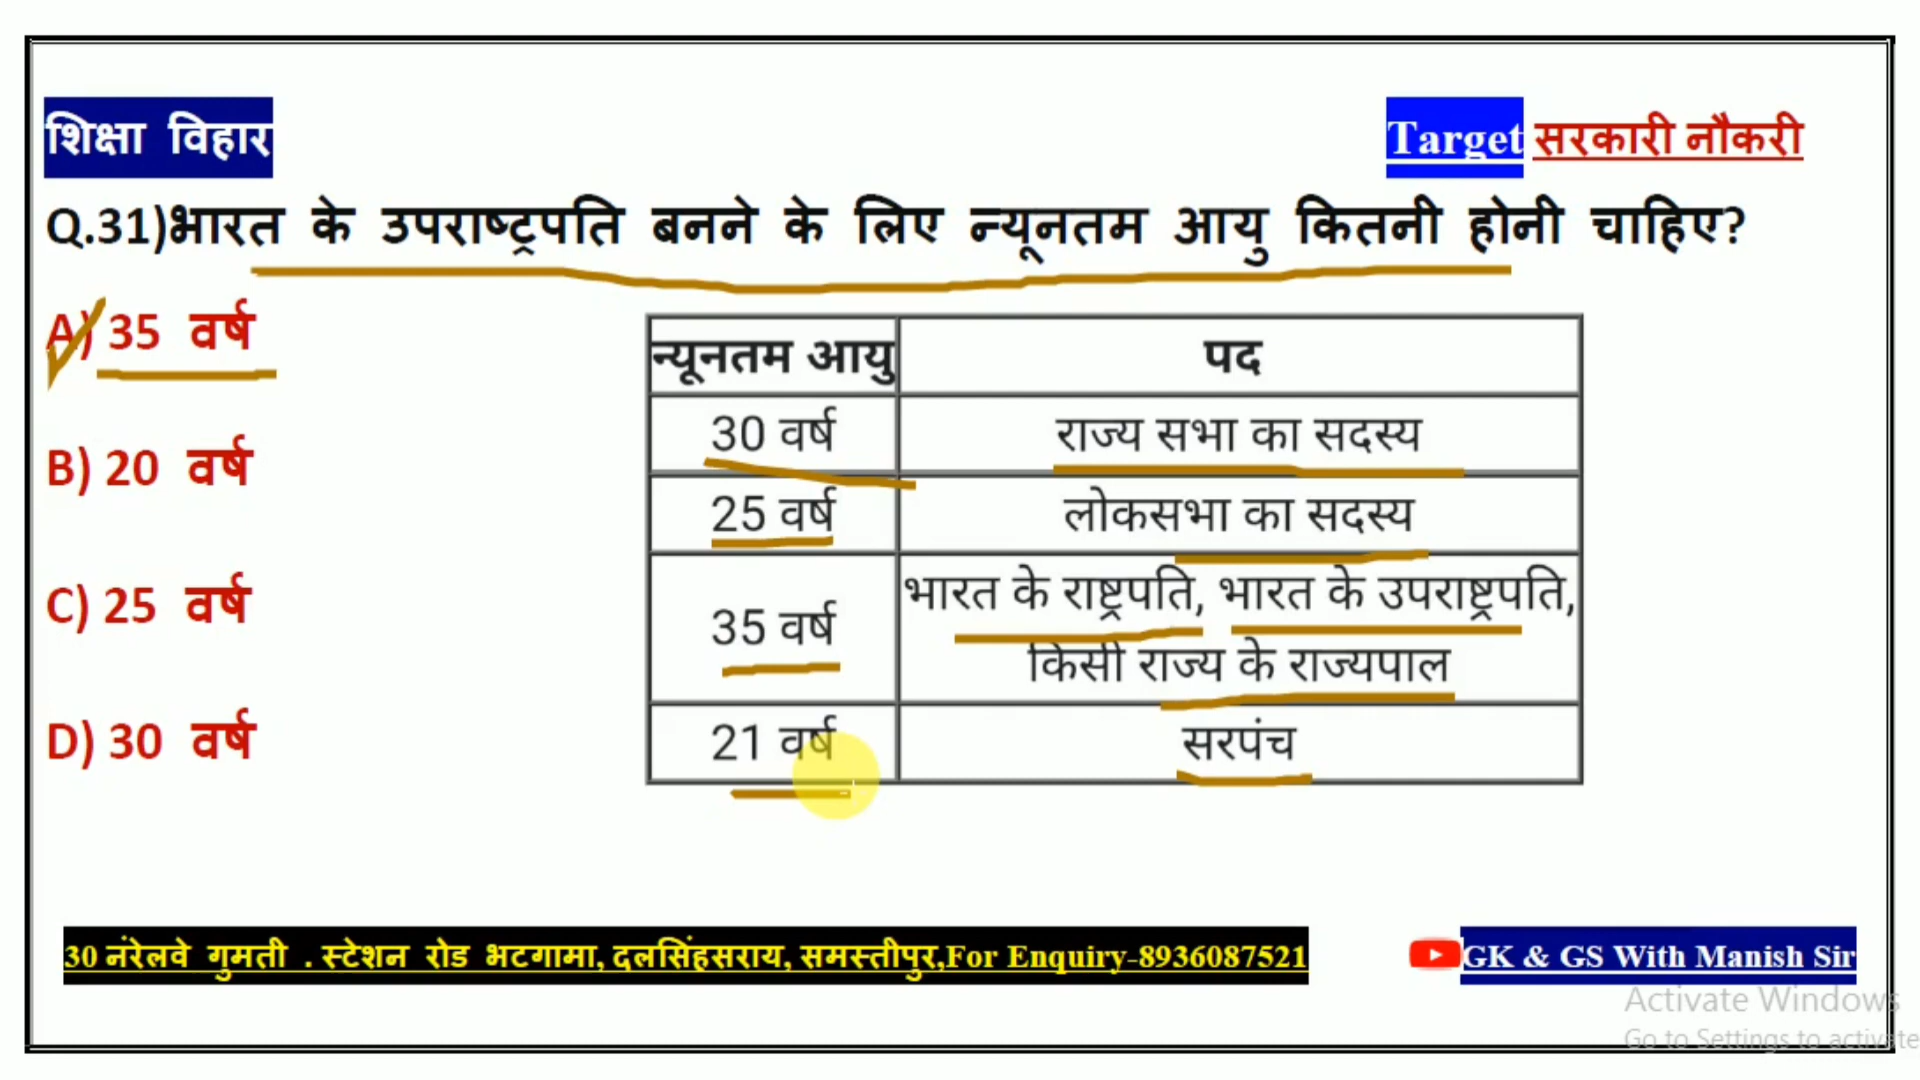 शिक्षा विहार
Target सरकारी नौकरी
Q.31)भारत के उपराष्ट्रपति बनने के लिए न्यूनतम आयु कितनी होनी चाहिए?
A) 35 वर्ष
B) 20 वर्ष
C) 25 वर्ष
D) 30 वर्ष
न्यूनतम आयु पद
30 वर्ष राज्य सभा का सदस्य
25 वर्ष लोकसभा का सदस्य
35 वर्ष भारत के राष्ट्रपति, भारत के उपराष्ट्रपति,
किसी राज्य के राज्यपाल
21 वर्ष सरपंच
30 नंरेलवे गुमती . स्टेशन रोड भटगामा, दलसिंहसराय, समस्तीपुर,For Enquiry-8936087521
GK & GS With Manish Sir
Activate Windows
Go to Settings to activate